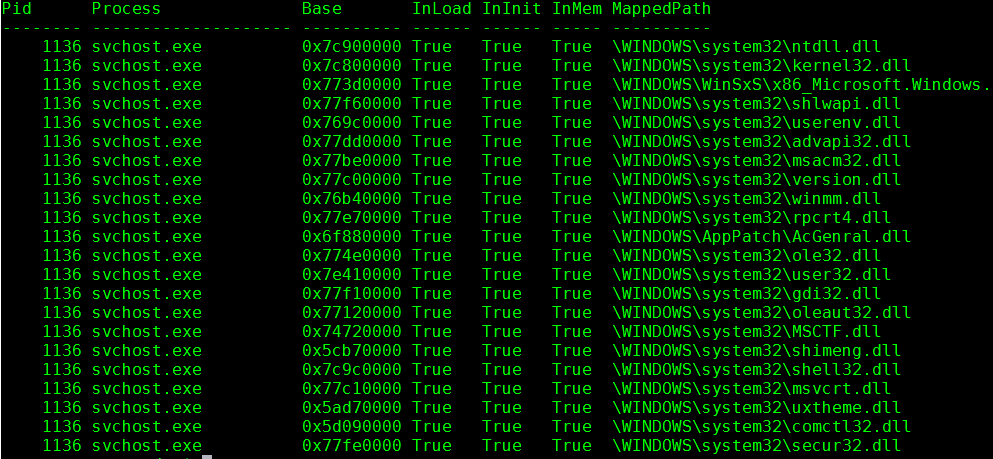 Pid      Process              Base       InLoad InInit InMem MappedPath
-------- -------------------- ---------- ------ ------ ----- ----------
    1136 svchost.exe          0x7c900000 True   True   True  \WINDOWS\system32\ntdll.dll
    1136 svchost.exe          0x7c800000 True   True   True  \WINDOWS\system32\kernel32.dll
    1136 svchost.exe          0x773d0000 True   True   True  \WINDOWS\WinSxS\x86_Microsoft.Windows.
    1136 svchost.exe          0x77f60000 True   True   True  \WINDOWS\system32\shlwapi.dll
    1136 svchost.exe          0x769c0000 True   True   True  \WINDOWS\system32\userenv.dll
    1136 svchost.exe          0x77dd0000 True   True   True  \WINDOWS\system32\advapi32.dll
    1136 svchost.exe          0x77be0000 True   True   True  \WINDOWS\system32\msacm32.dll
    1136 svchost.exe          0x77c00000 True   True   True  \WINDOWS\system32\version.dll
    1136 svchost.exe          0x76b40000 True   True   True  \WINDOWS\system32\winmm.dll
    1136 svchost.exe          0x77e70000 True   True   True  \WINDOWS\system32\rpcrt4.dll
    1136 svchost.exe          0x6f880000 True   True   True  \WINDOWS\AppPatch\AcGenral.dll
    1136 svchost.exe          0x774e0000 True   True   True  \WINDOWS\system32\ole32.dll
    1136 svchost.exe          0x7e410000 True   True   True  \WINDOWS\system32\user32.dll
    1136 svchost.exe          0x77f10000 True   True   True  \WINDOWS\system32\gdi32.dll
    1136 svchost.exe          0x77120000 True   True   True  \WINDOWS\system32\oleaut32.dll
    1136 svchost.exe          0x74720000 True   True   True  \WINDOWS\system32\MSCTF.dll
    1136 svchost.exe          0x5cb70000 True   True   True  \WINDOWS\system32\shimeng.dll
    1136 svchost.exe          0x7c9c0000 True   True   True  \WINDOWS\system32\shell32.dll
    1136 svchost.exe          0x77c10000 True   True   True  \WINDOWS\system32\msvcrt.dll
    1136 svchost.exe          0x5ad70000 True   True   True  \WINDOWS\system32\uxtheme.dll
    1136 svchost.exe          0x5d090000 True   True   True  \WINDOWS\system32\comctl32.dll
    1136 svchost.exe          0x77fe0000 True   True   True  \WINDOWS\system32\secur32.dll